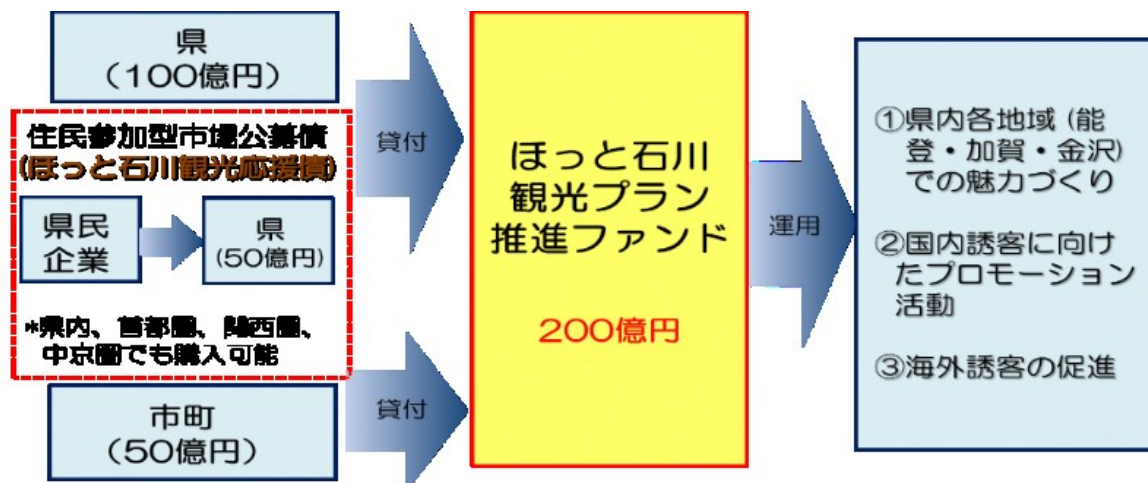 県
（100億円）
住民参加型市場公募債
(ほっと石川観光応援債)
県民
企業
県
(50億円)
*県内、首都圏、関西圏、
中京圏でも購入可能
市町
（50億円）
貸付
貸付
ほっと石川
観光プラン
推進ファンド
200億円
運用
①県内各地域 (能
登・加賀・金沢)
での魅力づくり
②国内誘客に向け
たプロモーション
活動
③海外誘客の促進